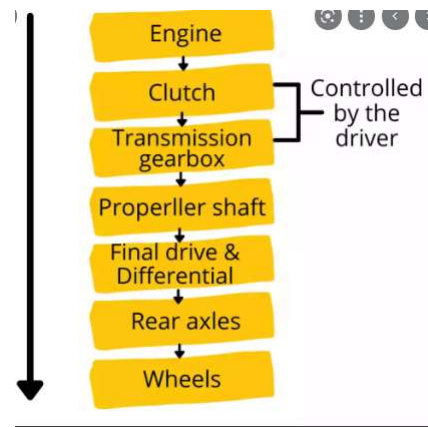 Engine
Clutch
Controlled
by the
driver
Transmission
gearbox
Properller shaft
Final drive &
Differential
Rear axles
Wheels